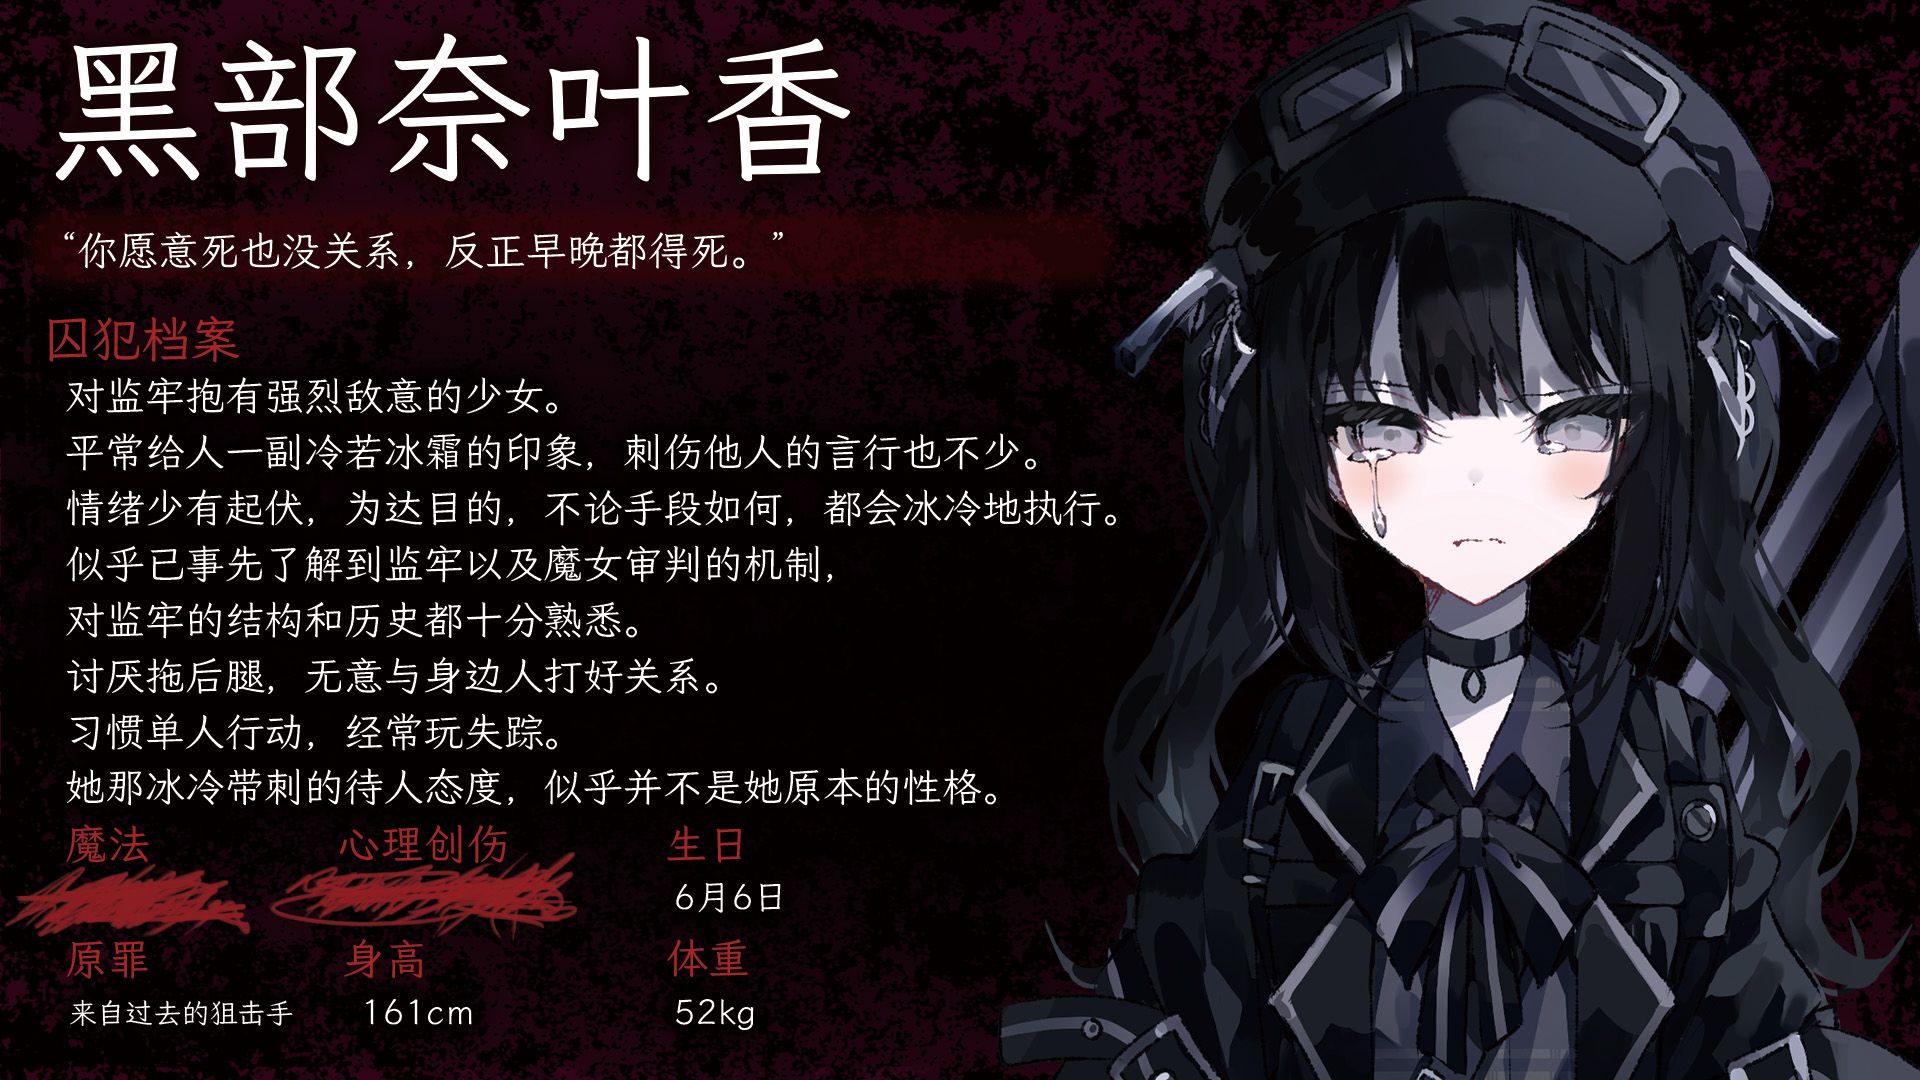 黑部奈叶香
“你愿意死也没关系，反正早晚都得死。”
囚犯档案
对监牢抱有强烈敌意的少女。
平常给人一副冷若冰霜的印象，刺伤他人的言行也不少。
情绪少有起伏，为达目的，不论手段如何，都会冰冷地执行。
似乎已事先了解到监牢以及魔女审判的机制，
对监牢的结构和历史都十分熟悉。
讨厌拖后腿，无意与身边人打好关系。
习惯单人行动，经常玩失踪。
她那冰冷带刺的待人态度，似乎并不是她原本的性格。
魔法 心理创伤 生日
6月6日
原罪 身高 体重
来自过去的狙击手 161cm 52kg